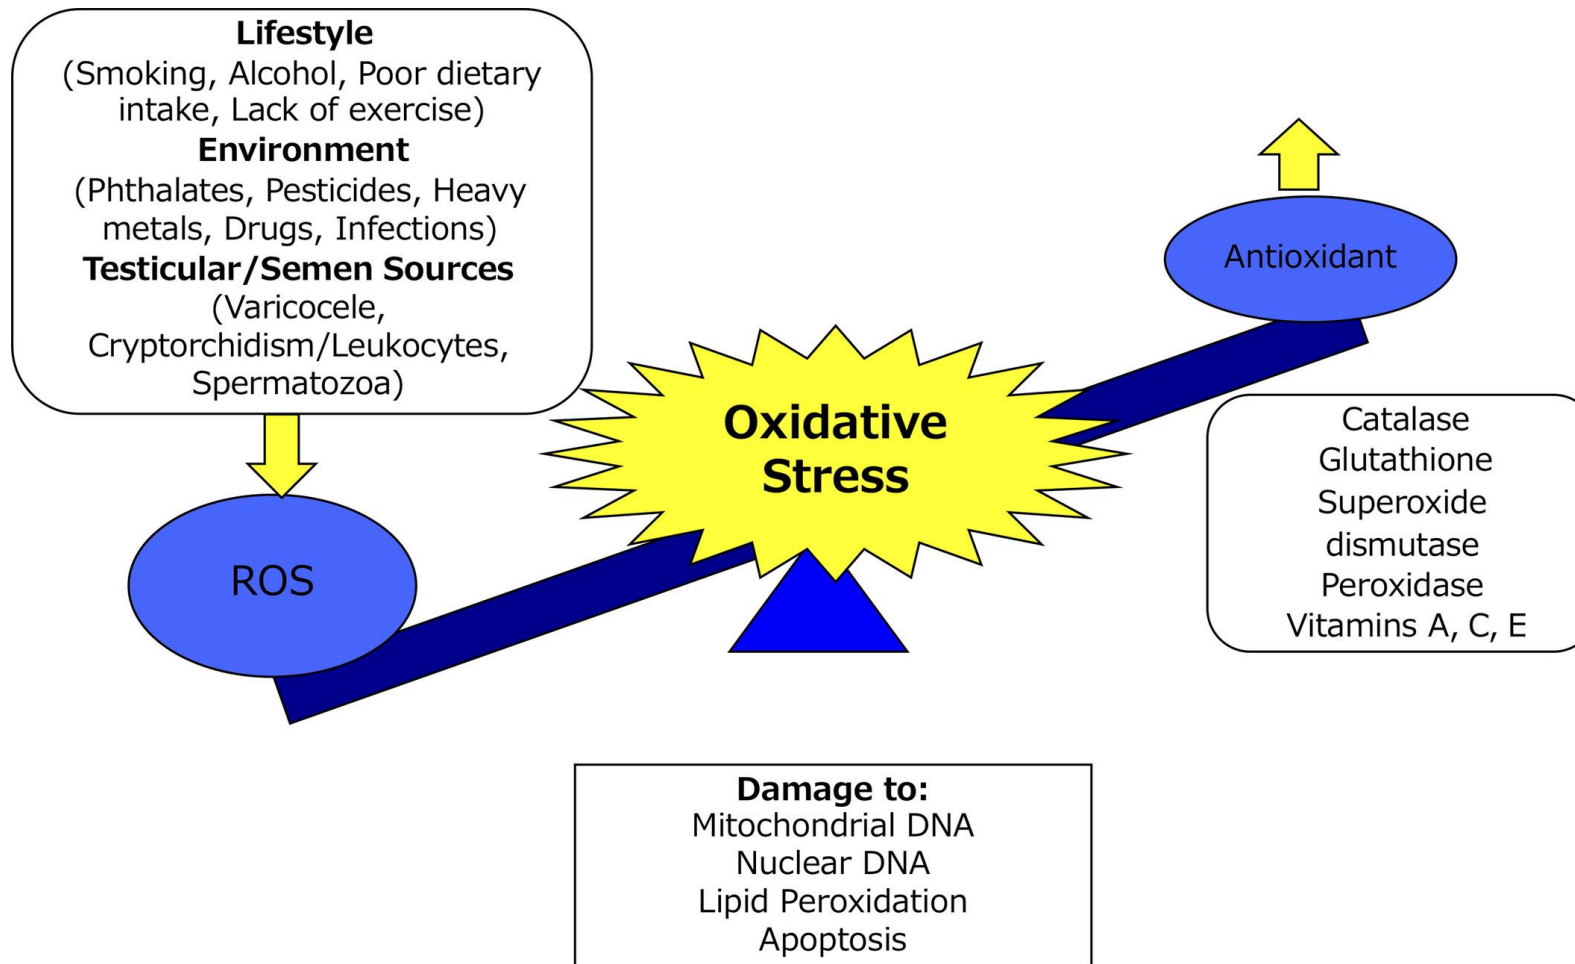 Lifestyle
(Smoking, Alcohol, Poor dietary
intake, Lack of exercise)
Environment
(Phthalates, Pesticides, Heavy
metals, Drugs, Infections)
Testicular/Semen Sources
(Varicocele,
Cryptorchidism/Leukocytes,
Spermatozoa)
Antioxidant
Oxidative
Stress
ROS
Catalase
Glutathione
Superoxide
dismutase
Peroxidase
Vitamins A, C, E
Damage to:
Mitochondrial DNA
Nuclear DNA
Lipid Peroxidation
Apoptosis